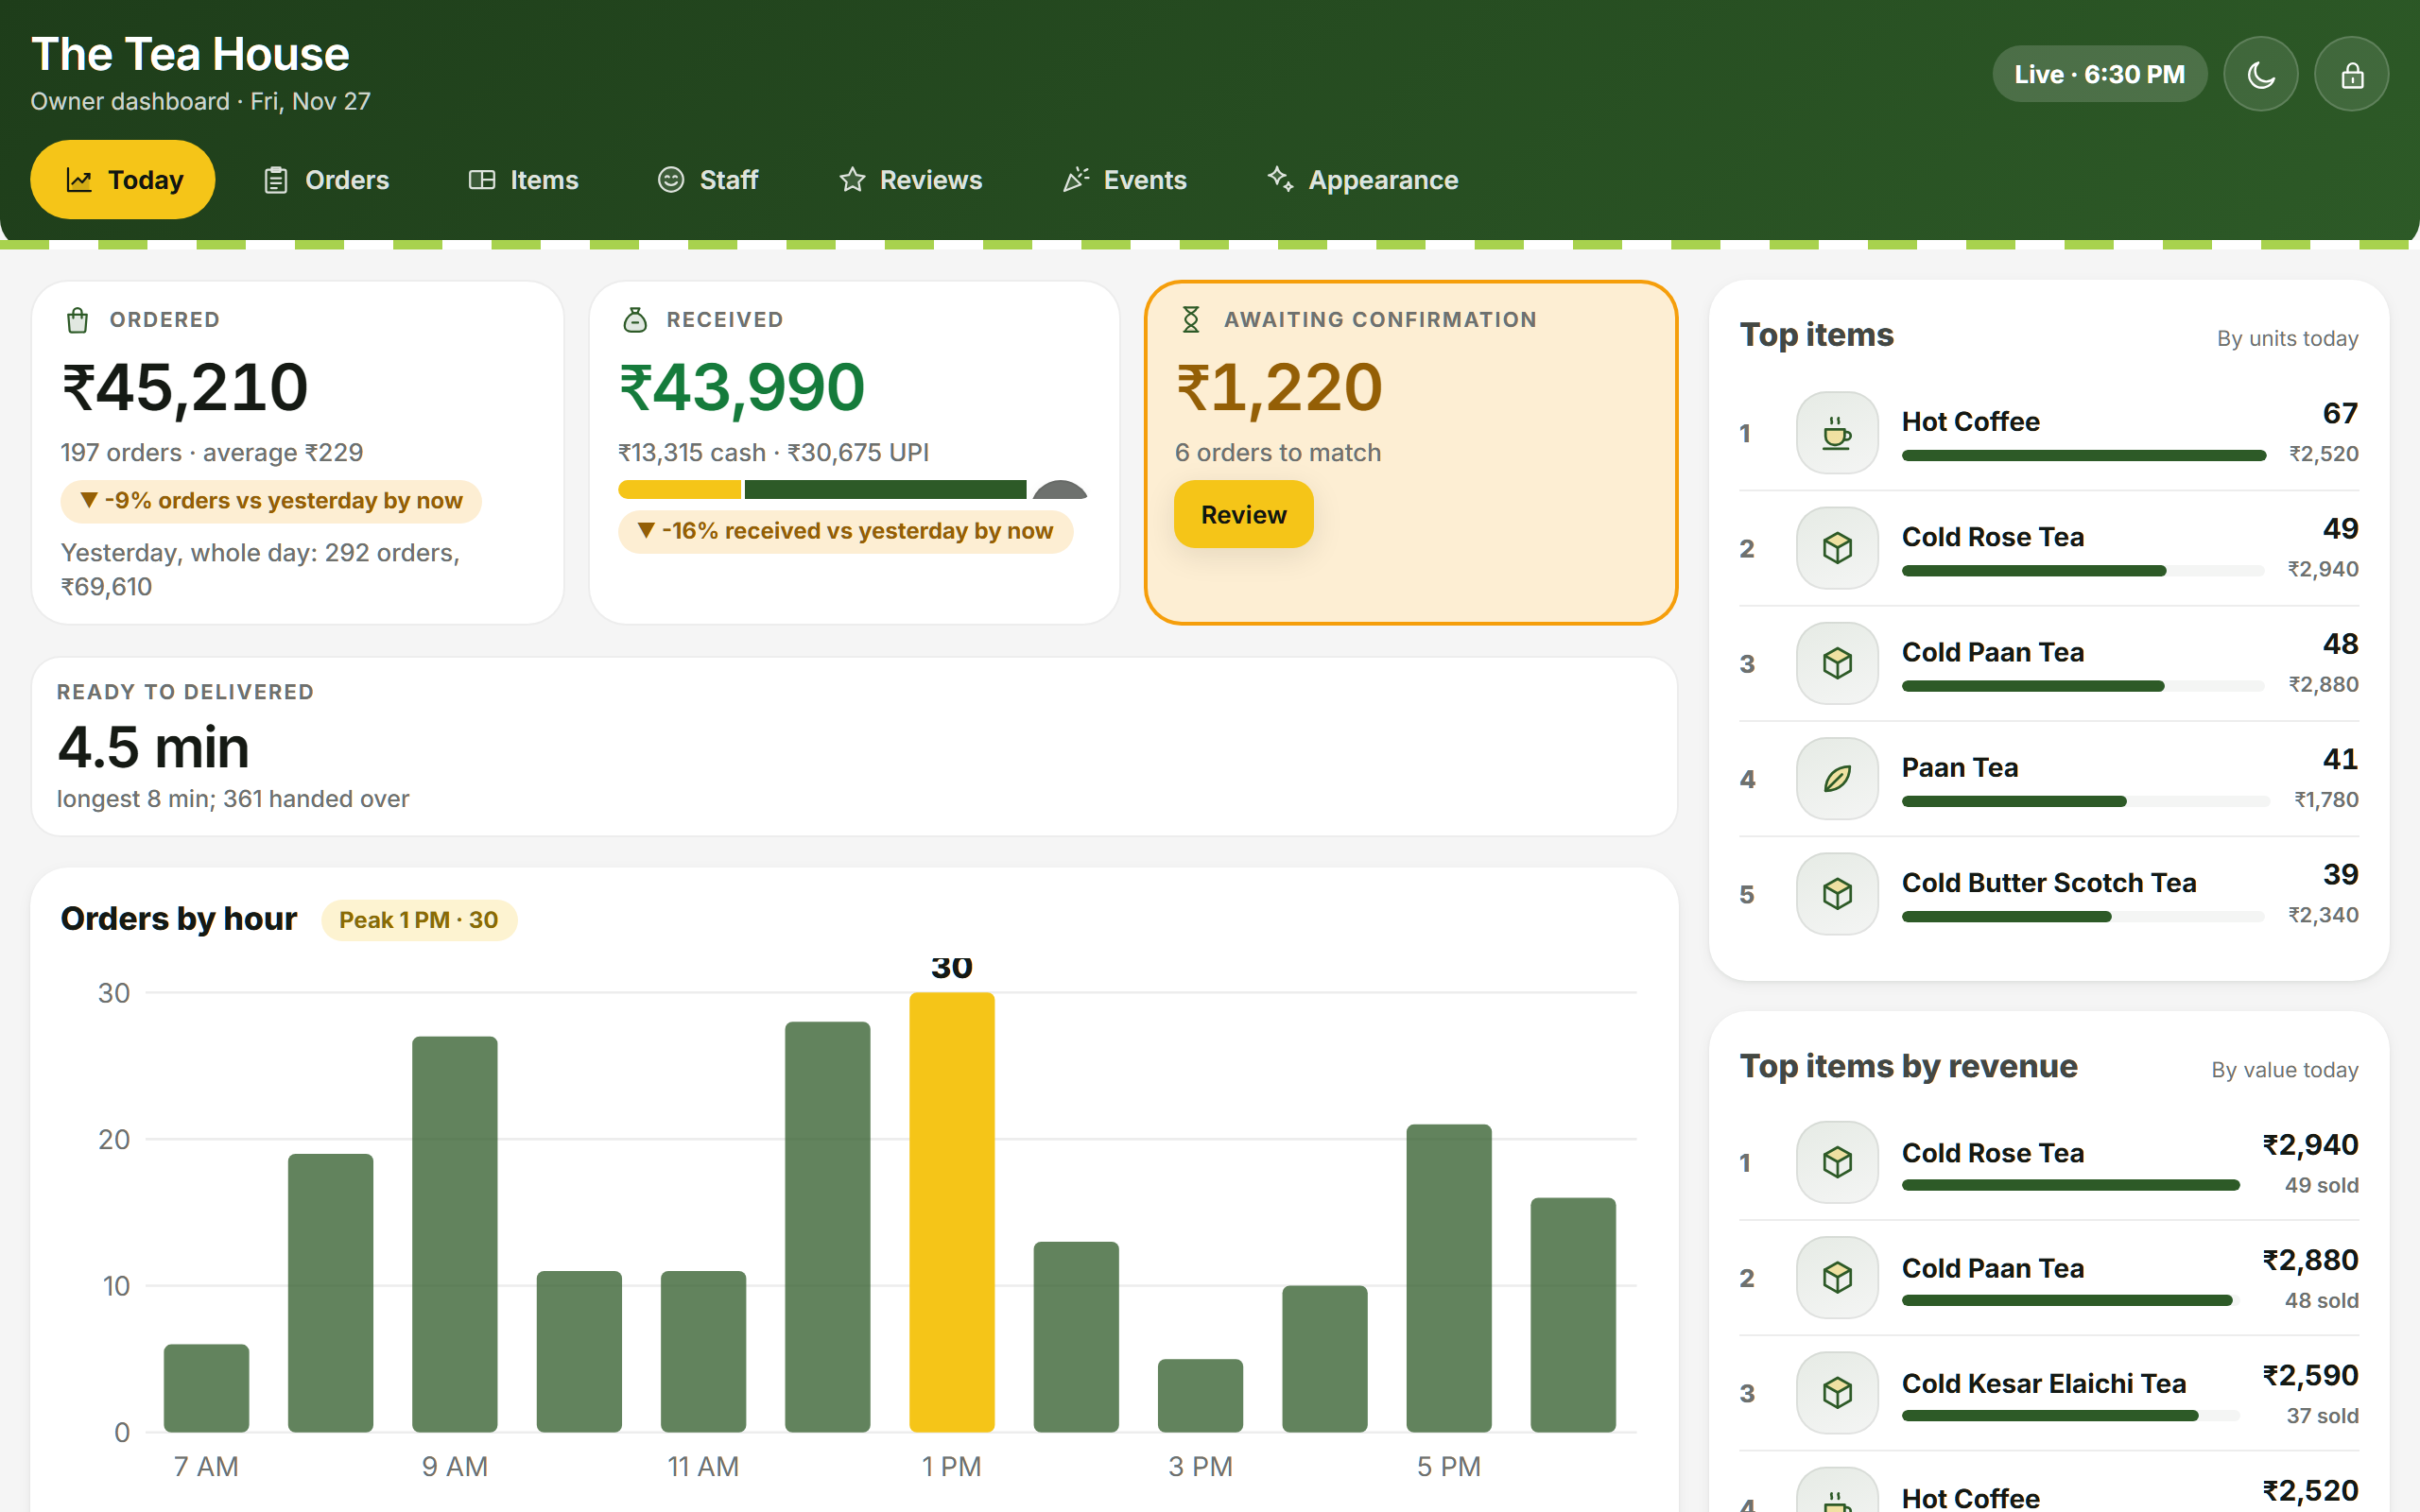 The Tea House
Owner dashboard · Fri, Nov 27
Live · 6:30 PM
Today
Orders
Items
Staff
Reviews
Events
Appearance
ORDERED
₹45,210
197 orders · average ₹229
▼ -9% orders vs yesterday by now
Yesterday, whole day: 292 orders,
₹69,610
RECEIVED
₹43,990
₹13,315 cash · ₹30,675 UPI
▼ -16% received vs yesterday by now
AWAITING CONFIRMATION
₹1,220
6 orders to match
Review
READY TO DELIVERED
4.5 min
longest 8 min; 361 handed over
Orders by hour
Peak 1 PM · 30
30
30
20
10
0
7 AM
9 AM
11 AM
1 PM
3 PM
5 PM
Top items
By units today
1
Hot Coffee
67
₹2,520
2
Cold Rose Tea
49
₹2,940
3
Cold Paan Tea
48
₹2,880
4
Paan Tea
41
₹1,780
5
Cold Butter Scotch Tea
39
₹2,340
Top items by revenue
By value today
1
Cold Rose Tea
₹2,940
49 sold
2
Cold Paan Tea
₹2,880
48 sold
3
Cold Kesar Elaichi Tea
₹2,590
37 sold
4
Hot Coffee
₹2,520